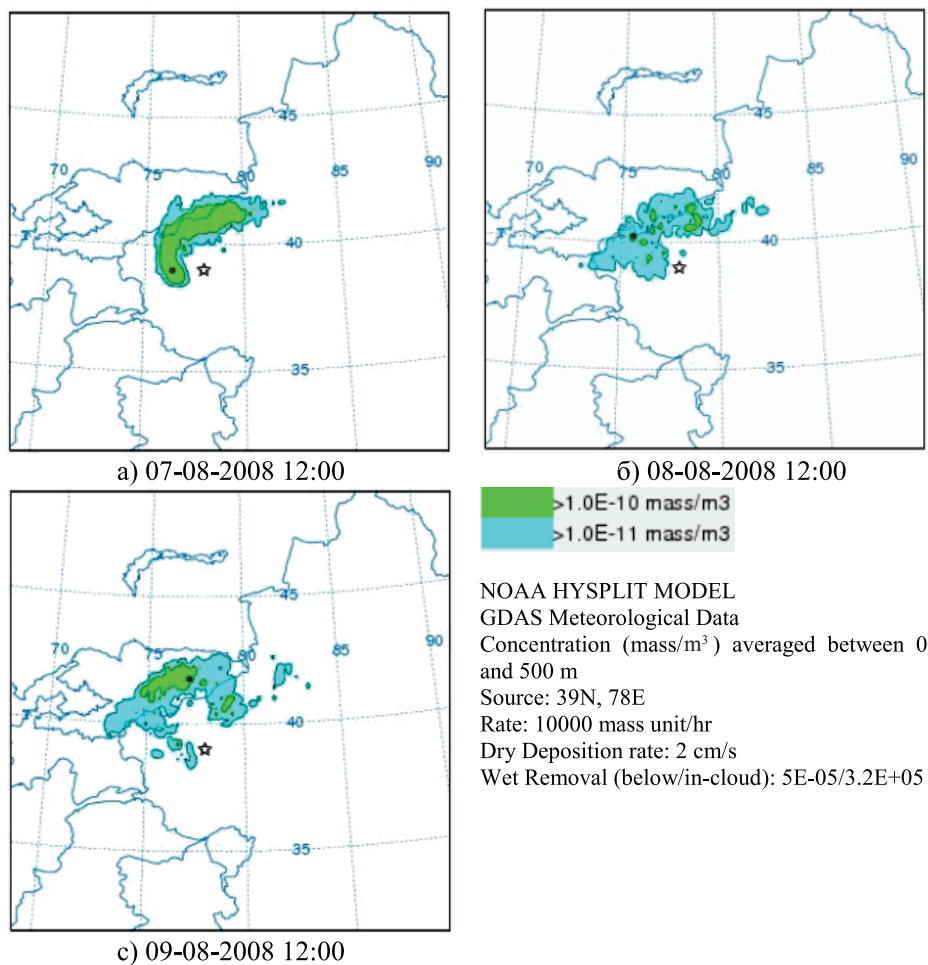 45
85
90
70
75
80
40
35
a) 07-08-2008 12:00
45
85
90
70
75
80
40
35
б) 08-08-2008 12:00
45
85
90
70
75
80
40
35
c) 09-08-2008 12:00
>1.0E-10 mass/m3
>1.0E-11 mass/m3
NOAA HYSPLIT MODEL
GDAS Meteorological Data
Concentration (mass/m³) averaged between 0
and 500 m
Source: 39N, 78E
Rate: 10000 mass unit/hr
Dry Deposition rate: 2 cm/s
Wet Removal (below/in-cloud): 5E-05/3.2E+05